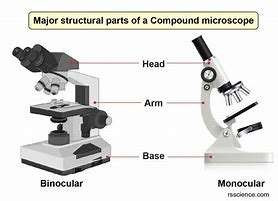 Major structural parts of a Compound microscope
Head
Arm
Base
Binocular
Monocular
rsscience.com